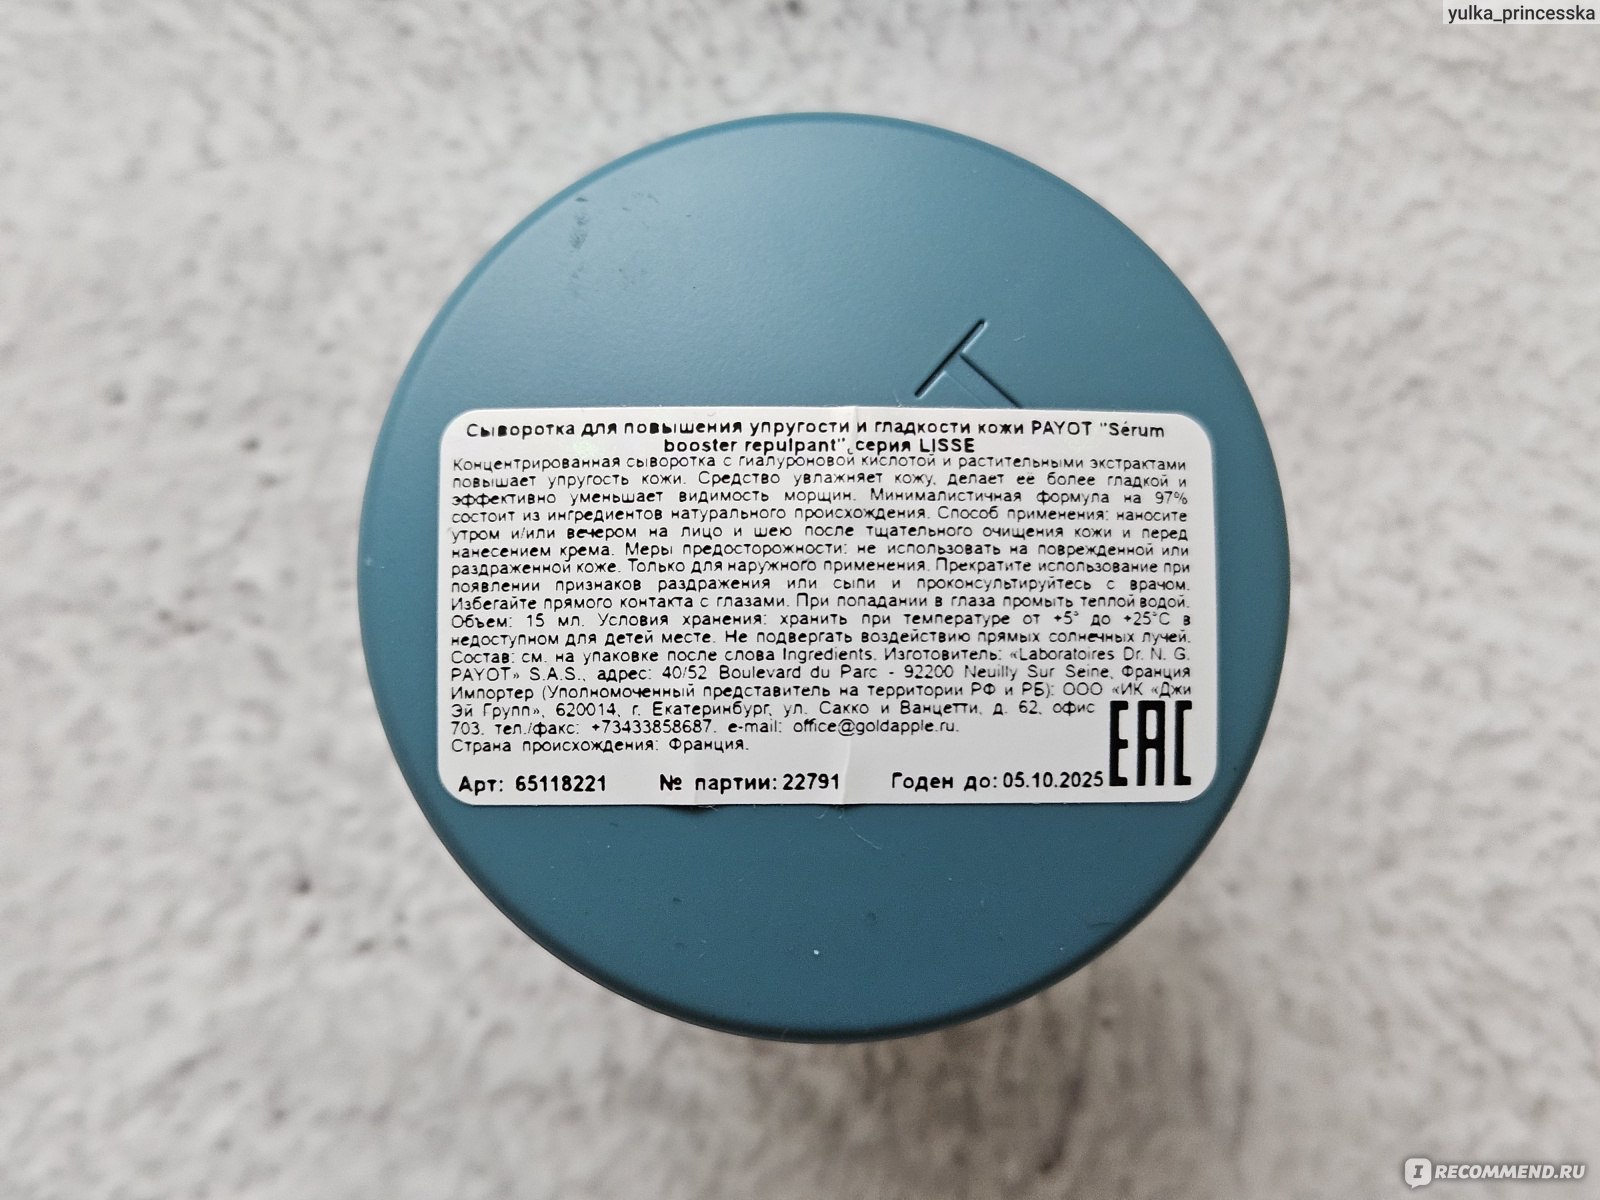 yulka_princesska
T
Сыворотка для повышения упругости и гладкости кожи PAYOT "Sérum
booster repulpant", серия LISSE
Концентрированная сыворотка с гиалуроновой кислотой и растительными экстрактами
повышает упругость кожи. Средство увлажняет кожу, делает её более гладкой и
эффективно уменьшает видимость морщин. Минималистичная формула на 97%
состоит из ингредиентов натурального происхождения. Способ применения: наносите
утром и/или вечером на лицо и шею после тщательного очищения кожи и перед
нанесением крема. Меры предосторожности: не использовать на поврежденной или
раздраженной коже. Только для наружного применения. Прекратите использование при
появлении признаков раздражения или сыпи и проконсультируйтесь с врачом.
Избегайте прямого контакта с глазами. При попадании в глаза промыть теплой водой.
Объем: 15 мл. Условия хранения: хранить при температуре от +5° до +25°C в
недоступном для детей месте. Не подвергать воздействию прямых солнечных лучей.
Состав: см. на упаковке после слова Ingredients. Изготовитель: «Laboratoires Dr. N. G.
PAYOT» S.A.S., адрес: 40/52 Boulevard du Parc - 92200 Neuilly Sur Seine, Франция
Импортер (Уполномоченный представитель на территории РФ и РБ): ООО «ИК «Джи
Эй Групп», 620014, г. Екатеринбург, ул. Сакко и Ванцетти, д. 62, офис
703. тел./факс: +73433858687. e-mail: office@goldapple.ru.
Страна происхождения: Франция.
EAC
Арт: 65118221 № партии: 22791 Годен до: 05.10.2025
IRECOMMEND.RU